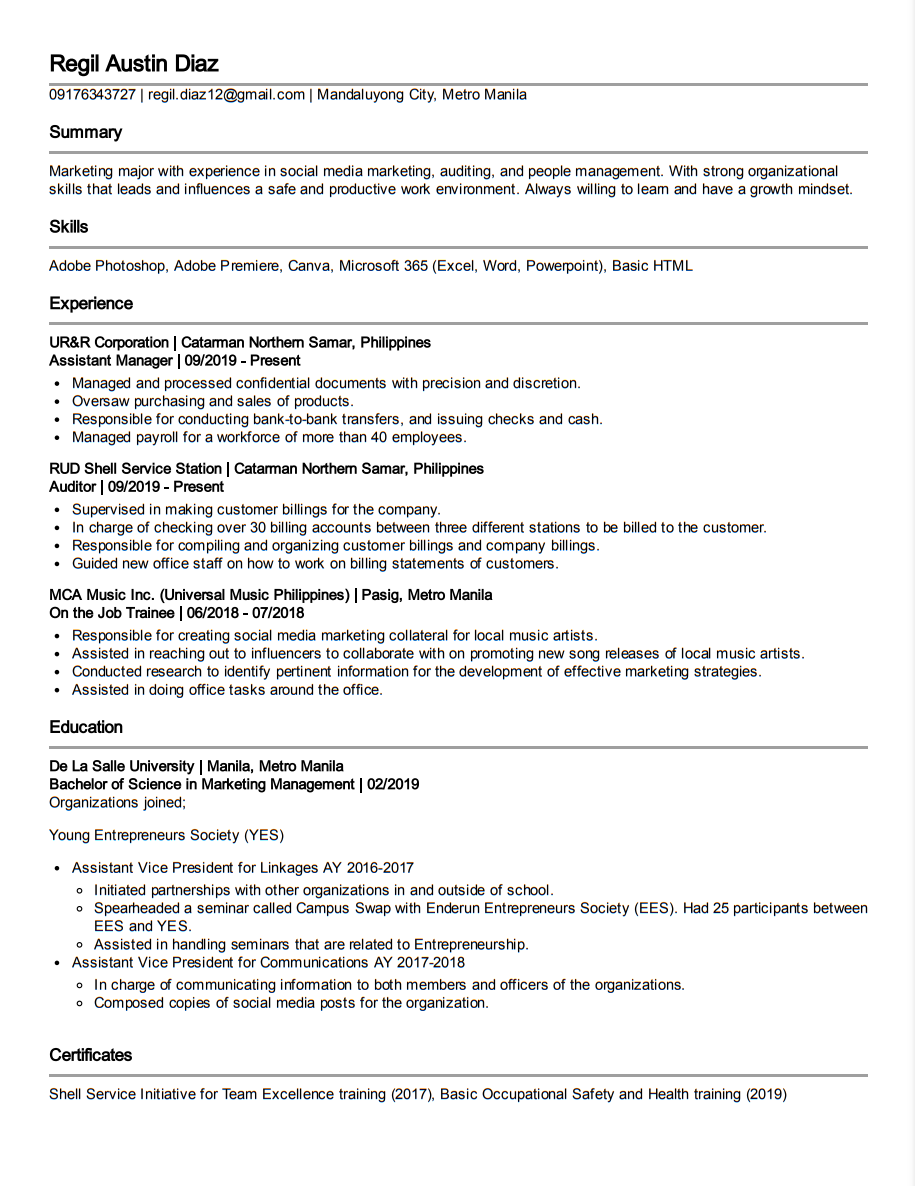 Regil Austin Diaz
09176343727 | regil.diaz12@gmail.com | Mandaluyong City, Metro Manila
Summary
Marketing major with experience in social media marketing, auditing, and people management. With strong organizational
skills that leads and influences a safe and productive work environment. Always willing to learn and have a growth mindset.
Skills
Adobe Photoshop, Adobe Premiere, Canva, Microsoft 365 (Excel, Word, Powerpoint), Basic HTML
Experience
UR&R Corporation | Catarman Northern Samar, Philippines
Assistant Manager | 09/2019 - Present
• Managed and processed confidential documents with precision and discretion.
• Oversaw purchasing and sales of products.
• Responsible for conducting bank-to-bank transfers, and issuing checks and cash.
• Managed payroll for a workforce of more than 40 employees.
RUD Shell Service Station | Catarman Northern Samar, Philippines
Auditor | 09/2019 - Present
• Supervised in making customer billings for the company.
• In charge of checking over 30 billing accounts between three different stations to be billed to the customer.
• Responsible for compiling and organizing customer billings and company billings.
• Guided new office staff on how to work on billing statements of customers.
MCA Music Inc. (Universal Music Philippines) | Pasig, Metro Manila
On the Job Trainee | 06/2018 - 07/2018
• Responsible for creating social media marketing collateral for local music artists.
• Assisted in reaching out to influencers to collaborate with on promoting new song releases of local music artists.
• Conducted research to identify pertinent information for the development of effective marketing strategies.
• Assisted in doing office tasks around the office.
Education
De La Salle University | Manila, Metro Manila
Bachelor of Science in Marketing Management | 02/2019
Organizations joined;
Young Entrepreneurs Society (YES)
• Assistant Vice President for Linkages AY 2016-2017
◦ Initiated partnerships with other organizations in and outside of school.
◦ Spearheaded a seminar called Campus Swap with Enderun Entrepreneurs Society (EES). Had 25 participants between
EES and YES.
◦ Assisted in handling seminars that are related to Entrepreneurship.
• Assistant Vice President for Communications AY 2017-2018
◦ In charge of communicating information to both members and officers of the organizations.
◦ Composed copies of social media posts for the organization.
Certificates
Shell Service Initiative for Team Excellence training (2017), Basic Occupational Safety and Health training (2019)